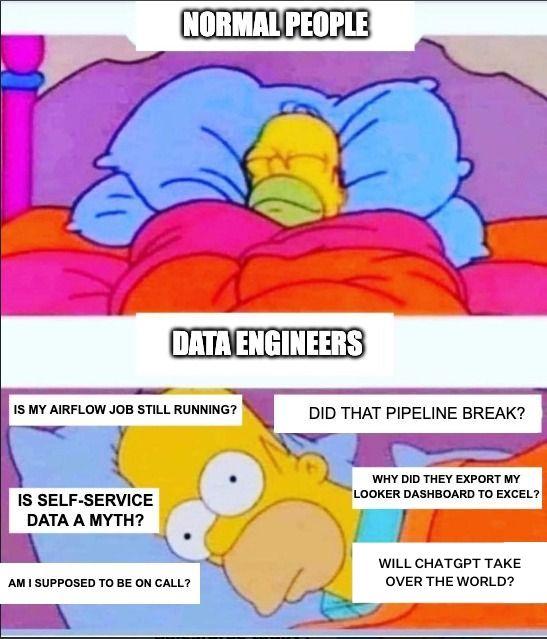 NORMAL PEOPLE
DATA ENGINEERS
IS MY AIRFLOW JOB STILL RUNNING?
DID THAT PIPELINE BREAK?
WHY DID THEY EXPORT MY
LOOKER DASHBOARD TO EXCEL?
IS SELF-SERVICE
DATA A MYTH?
WILL CHATGPT TAKE
OVER THE WORLD?
AM I SUPPOSED TO BE ON CALL?